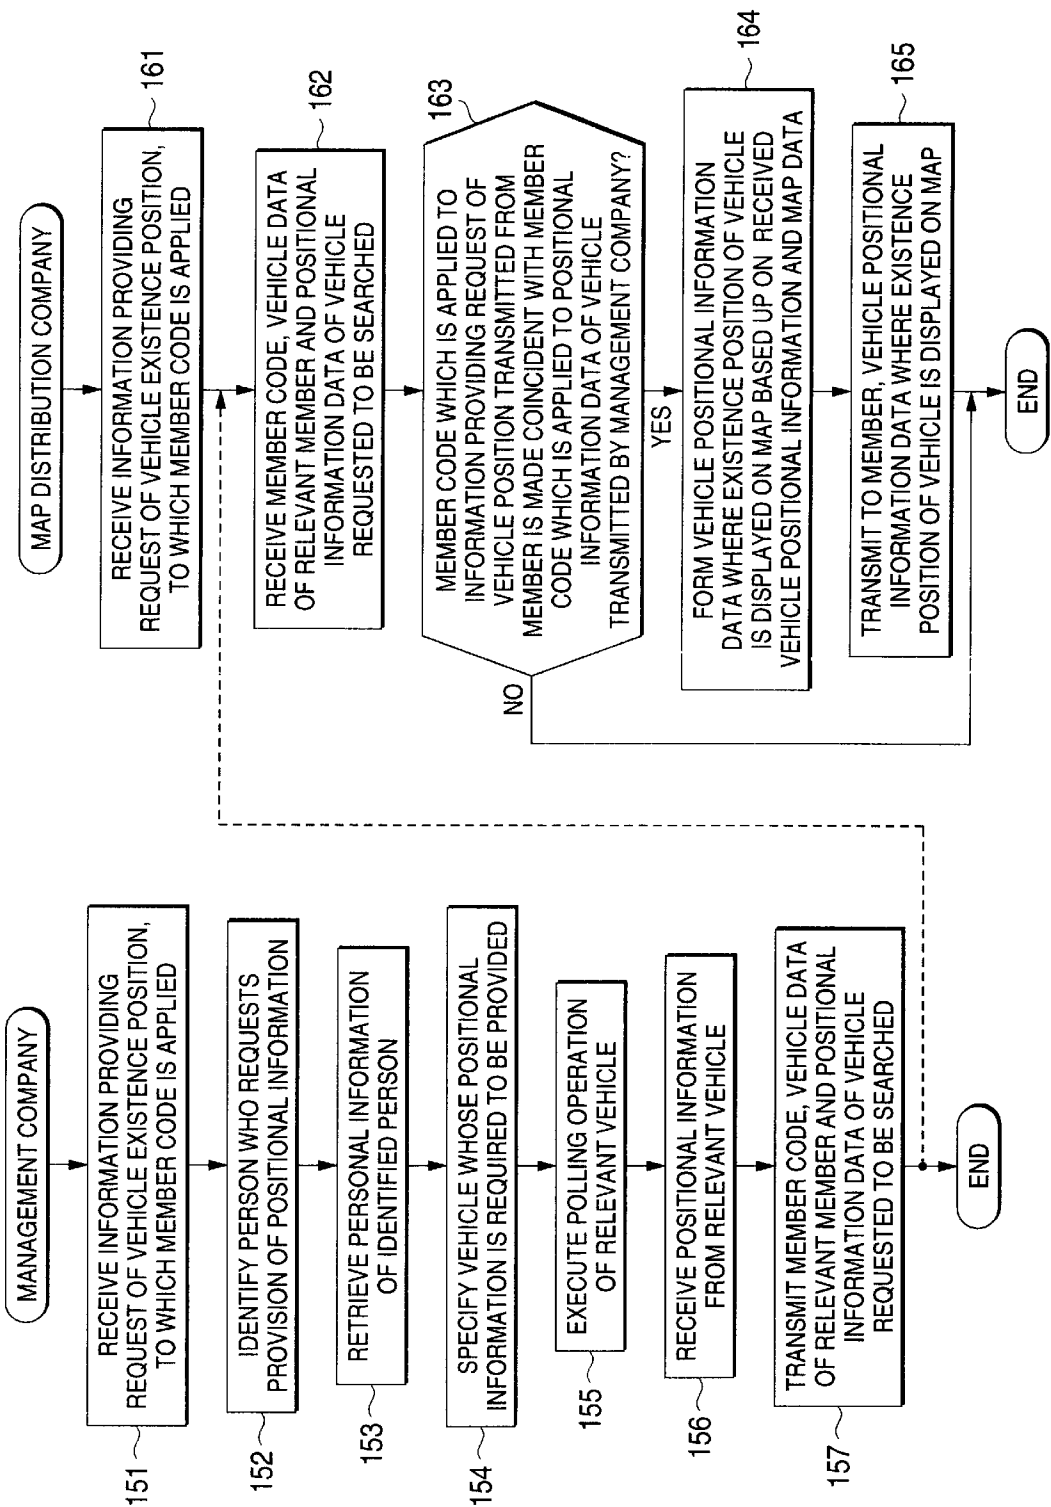 MANAGEMENT COMPANY
151
RECEIVE INFORMATION PROVIDING
REQUEST OF VEHICLE EXISTENCE POSITION,
TO WHICH MEMBER CODE IS APPLIED
152
IDENTIFY PERSON WHO REQUESTS
PROVISION OF POSITIONAL INFORMATION
153
RETRIEVE PERSONAL INFORMATION
OF IDENTIFIED PERSON
154
SPECIFY VEHICLE WHOSE POSITIONAL
INFORMATION IS REQUIRED TO BE PROVIDED
155
EXECUTE POLLING OPERATION
OF RELEVANT VEHICLE
156
RECEIVE POSITIONAL INFORMATION
FROM RELEVANT VEHICLE
157
TRANSMIT MEMBER CODE, VEHICLE DATA
OF RELEVANT MEMBER AND POSITIONAL
INFORMATION DATA OF VEHICLE
REQUESTED TO BE SEARCHED
END
MAP DISTRIBUTION COMPANY
161
RECEIVE INFORMATION PROVIDING
REQUEST OF VEHICLE EXISTENCE POSITION,
TO WHICH MEMBER CODE IS APPLIED
162
RECEIVE MEMBER CODE, VEHICLE DATA
OF RELEVANT MEMBER AND POSITIONAL
INFORMATION DATA OF VEHICLE
REQUESTED TO BE SEARCHED
163
MEMBER CODE WHICH IS APPLIED TO
INFORMATION PROVIDING REQUEST OF
VEHICLE POSITION TRANSMITTED FROM
MEMBER IS MADE COINCIDENT WITH MEMBER
CODE WHICH IS APPLIED TO POSITIONAL
INFORMATION DATA OF VEHICLE
TRANSMITTED BY MANAGEMENT COMPANY?
NO
YES
164
FORM VEHICLE POSITIONAL INFORMATION
DATA WHERE EXISTENCE POSITION OF VEHICLE
IS DISPLAYED ON MAP BASED UP ON RECEIVED
VEHICLE POSITIONAL INFORMATION AND MAP DATA
165
TRANSMIT TO MEMBER, VEHICLE POSITIONAL
INFORMATION DATA WHERE EXISTENCE
POSITION OF VEHICLE IS DISPLAYED ON MAP
END